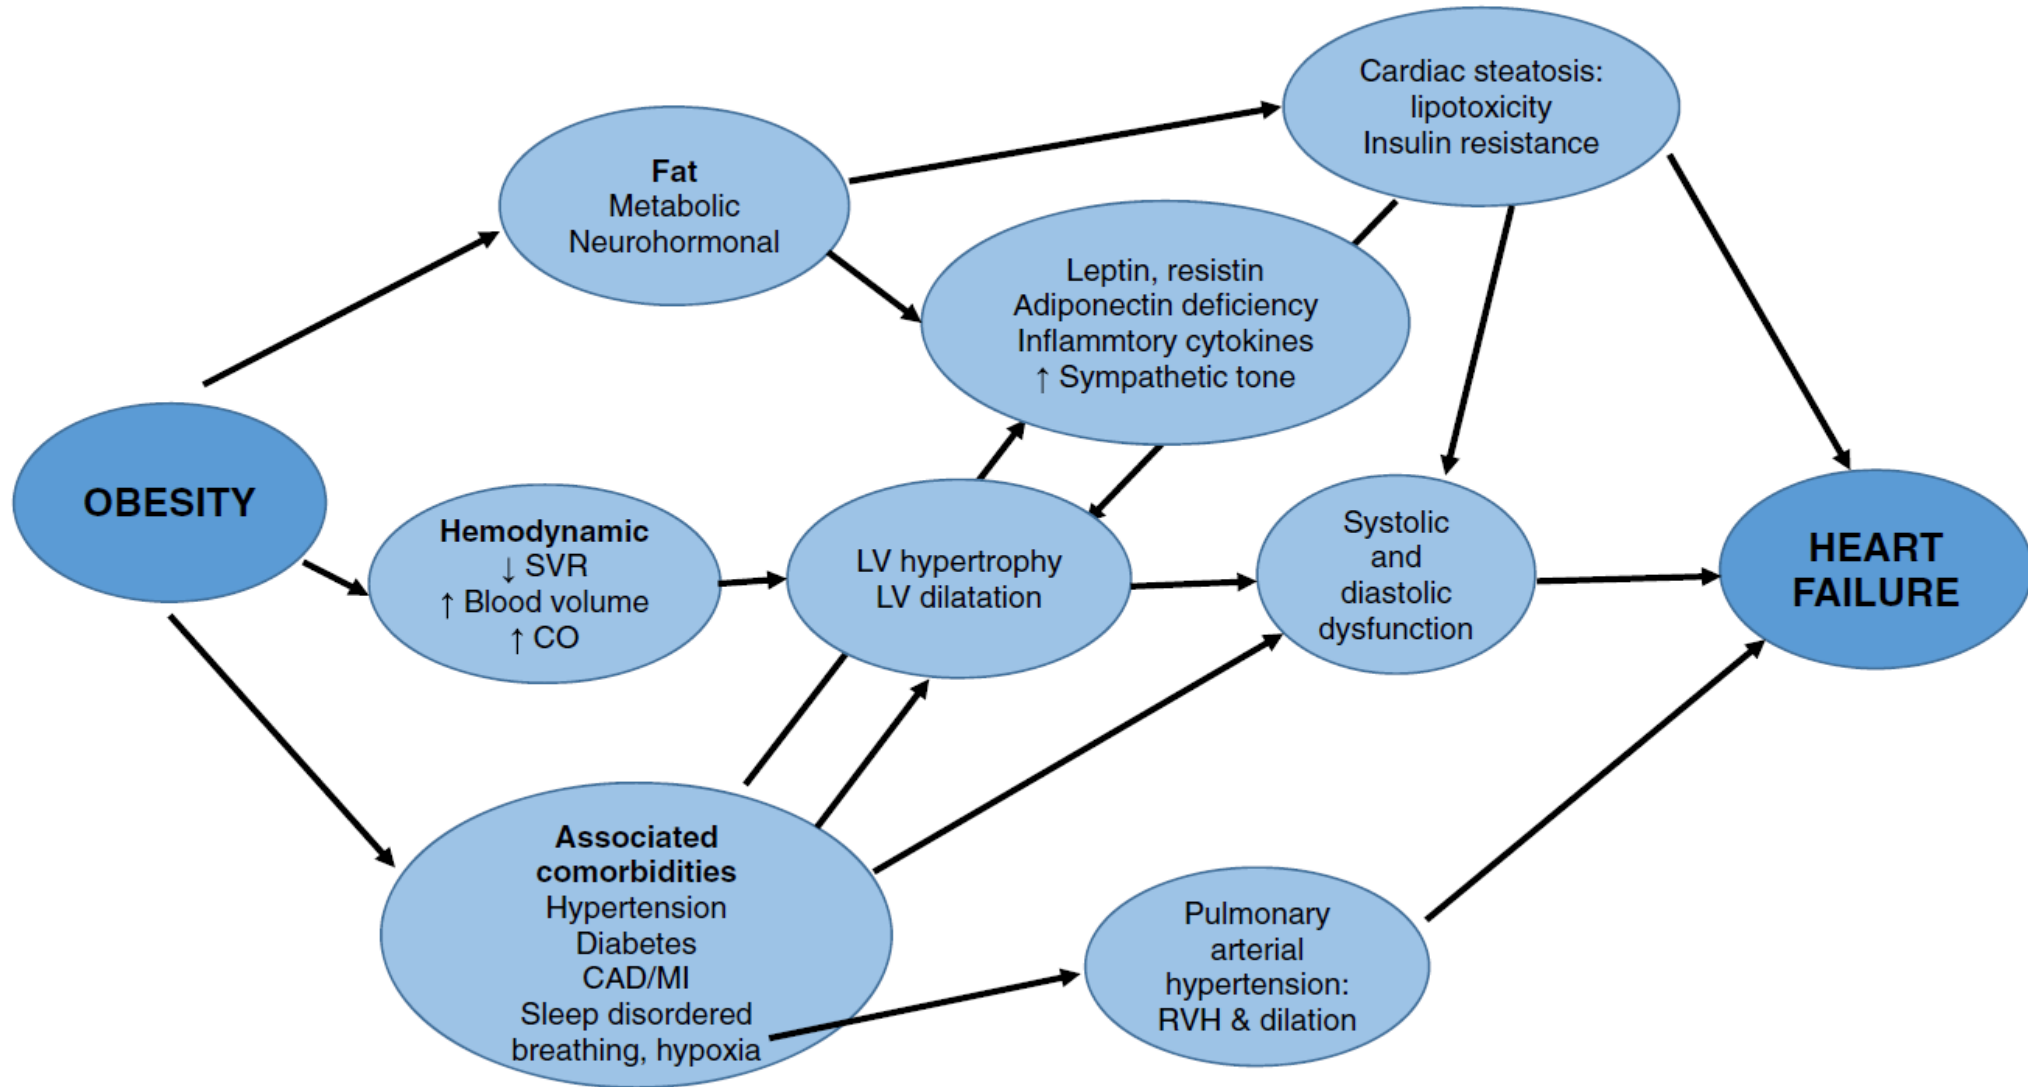 Cardiac steatosis:
lipotoxicity
Insulin resistance
Fat
Metabolic
Neurohormonal
Leptin, resistin
Adiponectin deficiency
Inflammtory cytokines
↑ Sympathetic tone
OBESITY
Hemodynamic
↓ SVR
↑ Blood volume
↑ CO
LV hypertrophy
LV dilatation
Systolic
and
diastolic
dysfunction
HEART
FAILURE
Associated
comorbidities
Hypertension
Diabetes
CAD/MI
Sleep disordered
breathing, hypoxia
Pulmonary
arterial
hypertension:
RVH & dilation